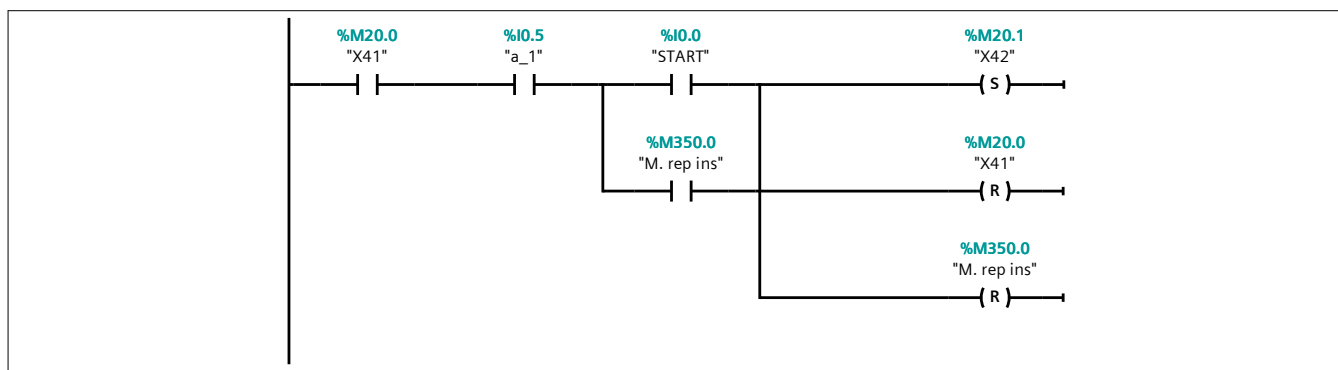 %M20.0
"X41"
%I0.5
"a_1"
%I0.0
"START"
%M20.1
"X42"
S
%M350.0
"M. rep ins"
%M20.0
"X41"
R
%M350.0
"M. rep ins"
R